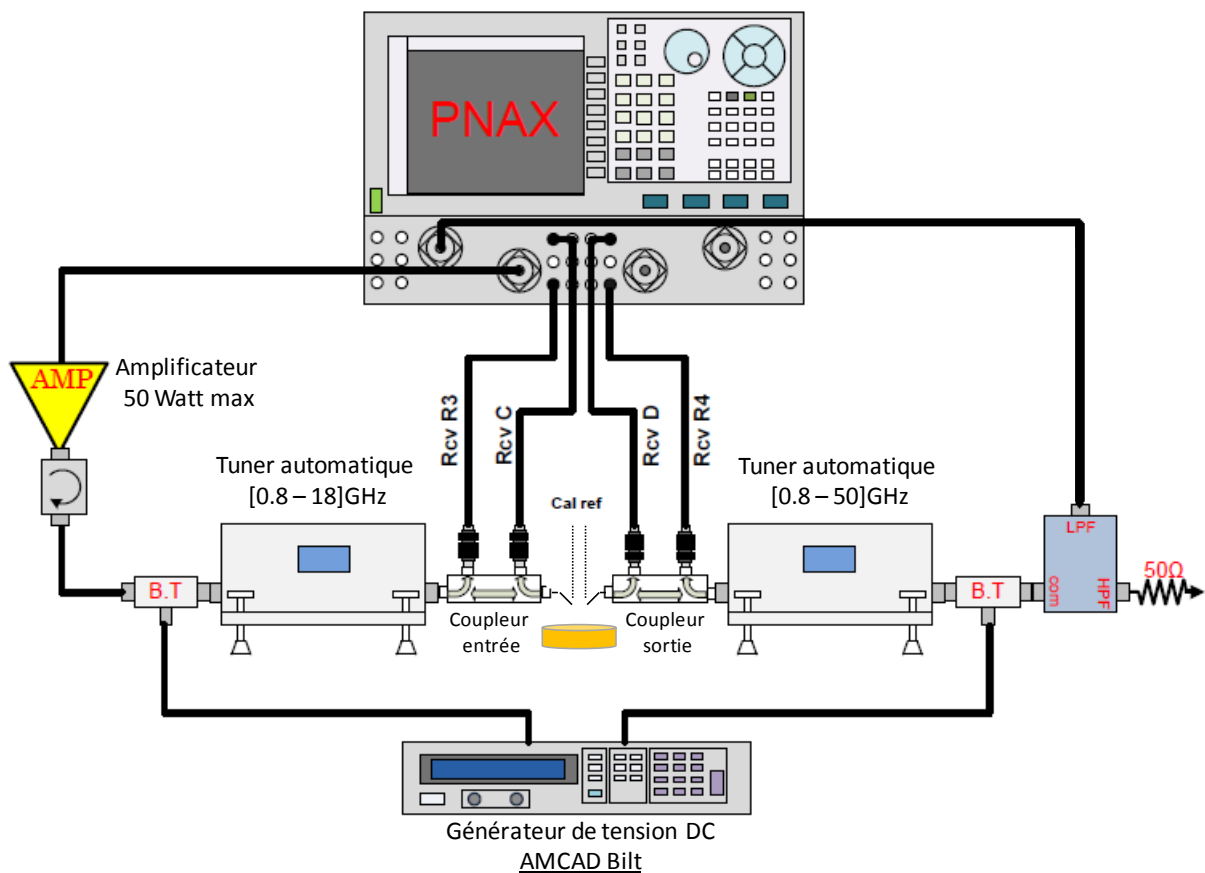 PNAX
AMP
Amplificateur
50 Watt max
Rcv R3
Rcv C
Rcv D
Rcv R4
Tuner automatique
[0.8 – 18]GHz
Cal ref
Tuner automatique
[0.8 – 50]GHz
LPF
com
HPF
50Ω
B.T
B.T
Coupleur
entrée
Coupleur
sortie
Générateur de tension DC
AMCAD Bilt